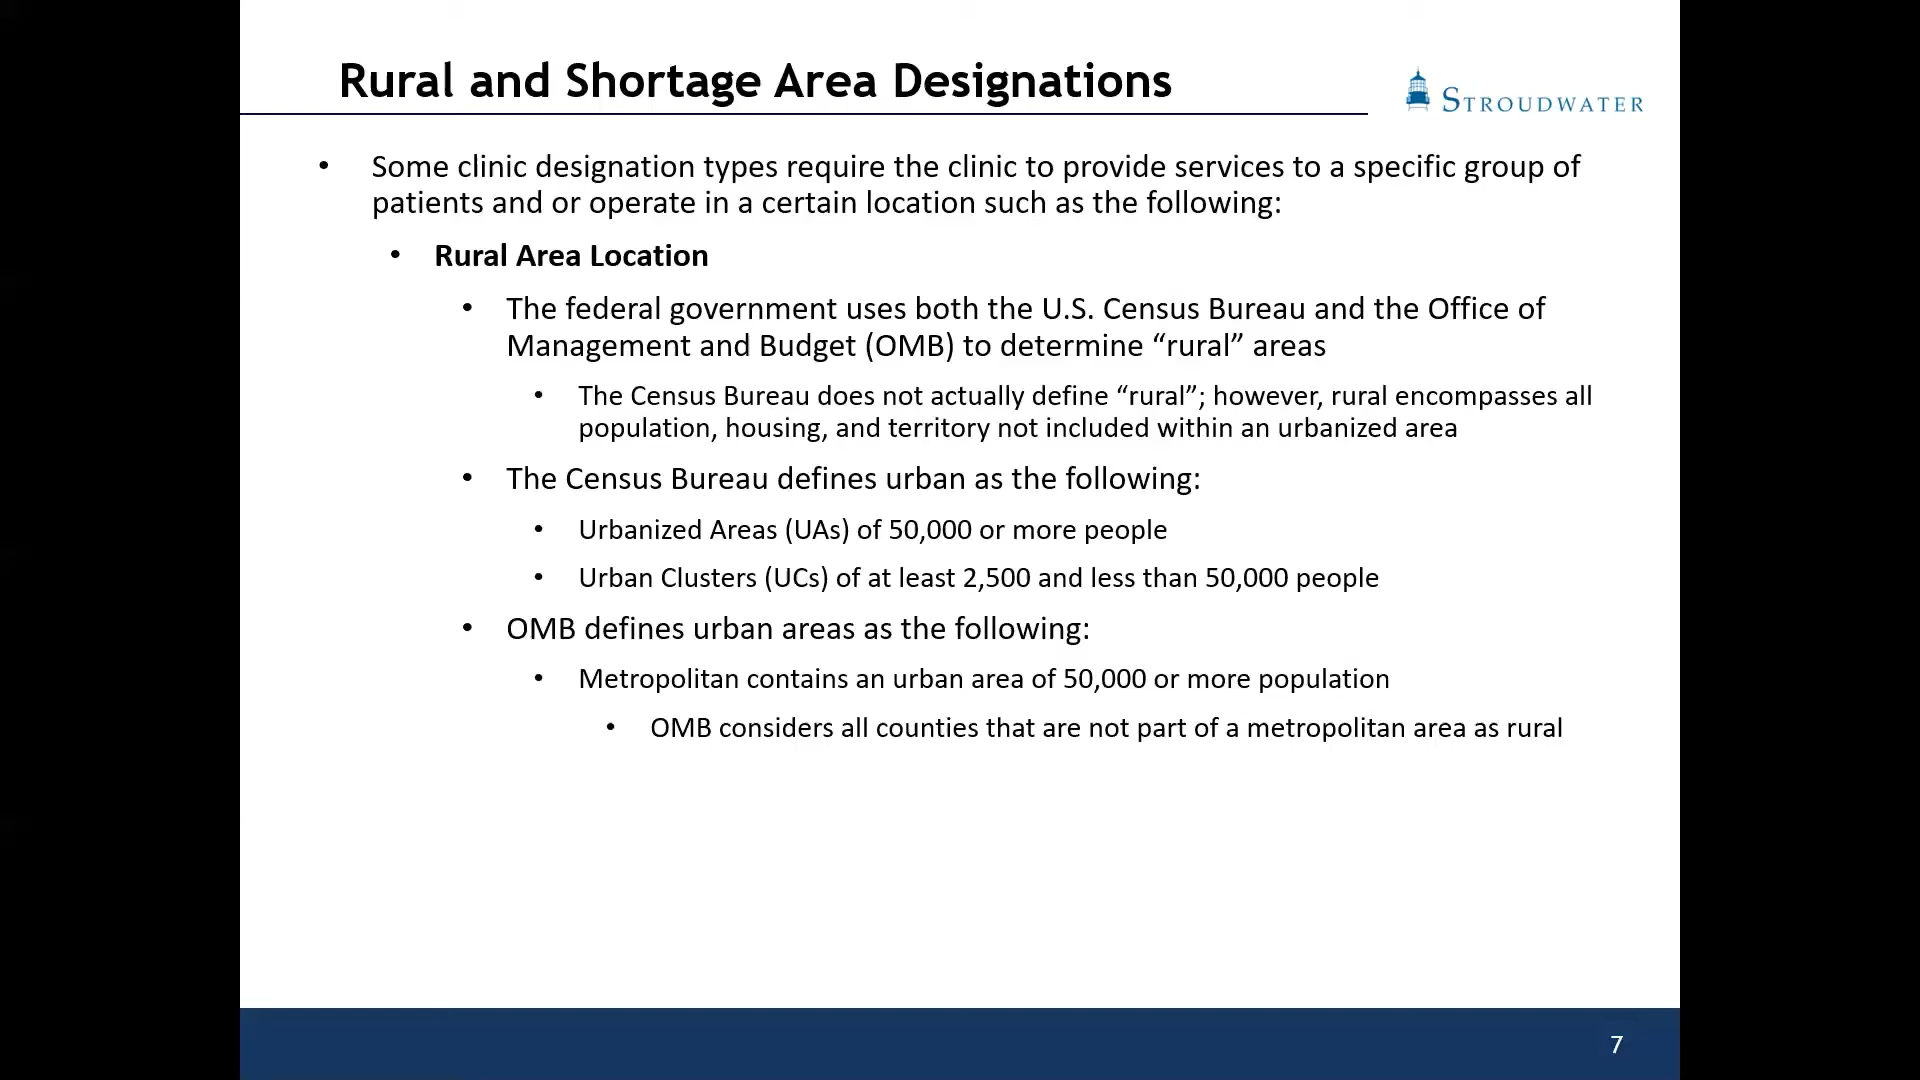 Rural and Shortage Area Designations
STROUDWATER
• Some clinic designation types require the clinic to provide services to a specific group of
patients and or operate in a certain location such as the following:
• Rural Area Location
• The federal government uses both the U.S. Census Bureau and the Office of
Management and Budget (OMB) to determine “rural” areas
• The Census Bureau does not actually define “rural”; however, rural encompasses all
population, housing, and territory not included within an urbanized area
• The Census Bureau defines urban as the following:
• Urbanized Areas (UAs) of 50,000 or more people
• Urban Clusters (UCs) of at least 2,500 and less than 50,000 people
• OMB defines urban areas as the following:
• Metropolitan contains an urban area of 50,000 or more population
• OMB considers all counties that are not part of a metropolitan area as rural
7